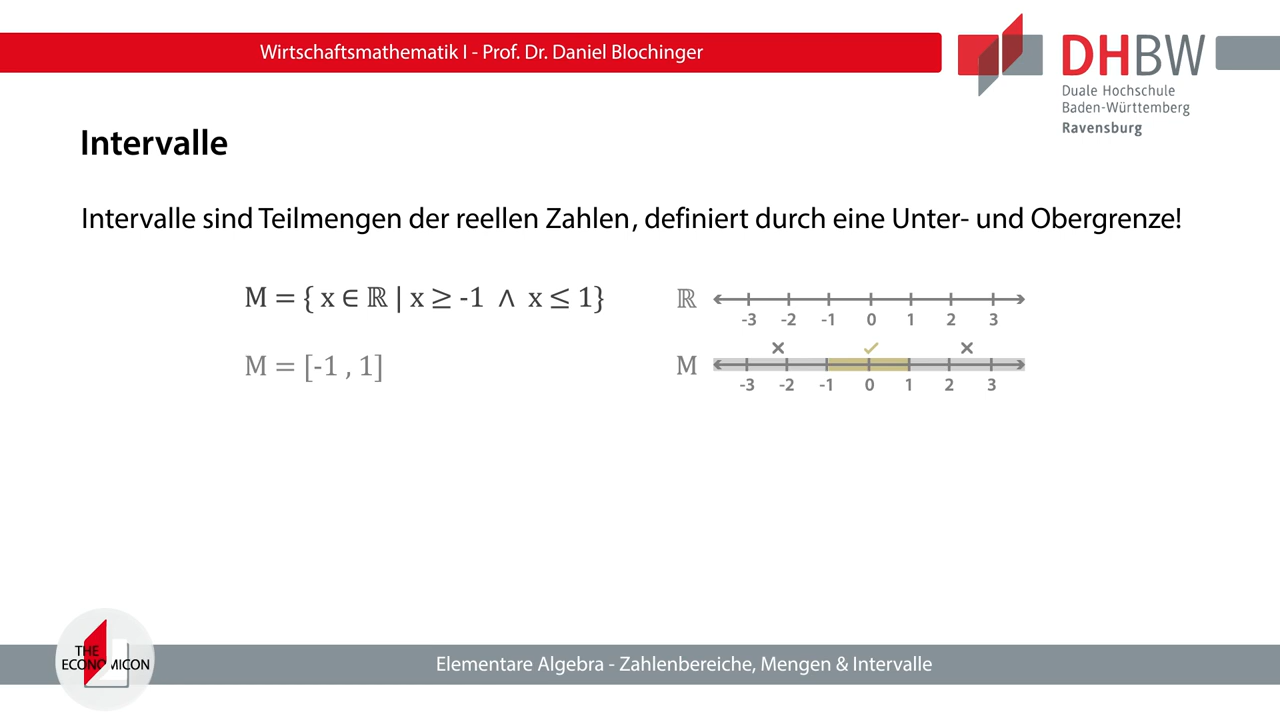 Wirtschaftsmathematik I - Prof. Dr. Daniel Blochinger
DHBW
Duale Hochschule
Baden-Württemberg
Ravensburg
Intervalle
Intervalle sind Teilmengen der reellen Zahlen, definiert durch eine Unter- und Obergrenze!
M = { x ∈ ℝ | x ≥ -1 ∧ x ≤ 1}
ℝ
-3 -2 -1 0 1 2 3
M = [-1 , 1]
M
-3 -2 -1 0 1 2 3
THE
ECONOMICON
Elementare Algebra - Zahlenbereiche, Mengen & Intervalle